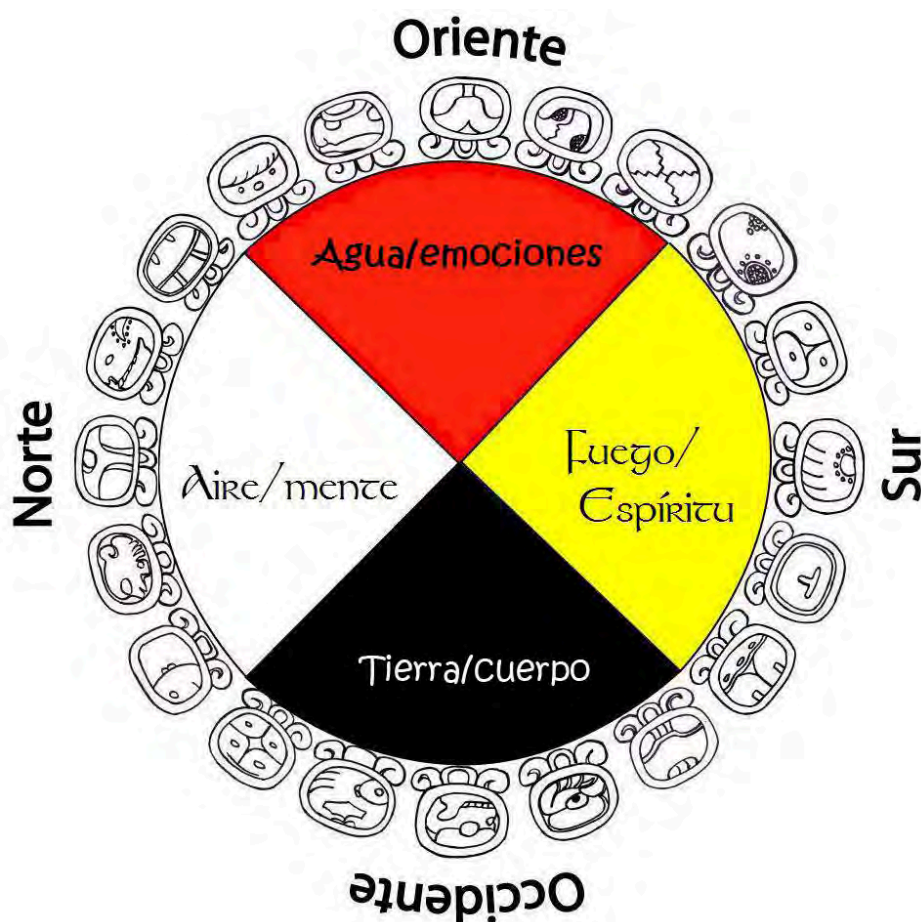 Oriente
Agua/emociones
Norte
Aire/mente
Fuego/
Espíritu
Sur
Tierra/cuerpo
Occidente